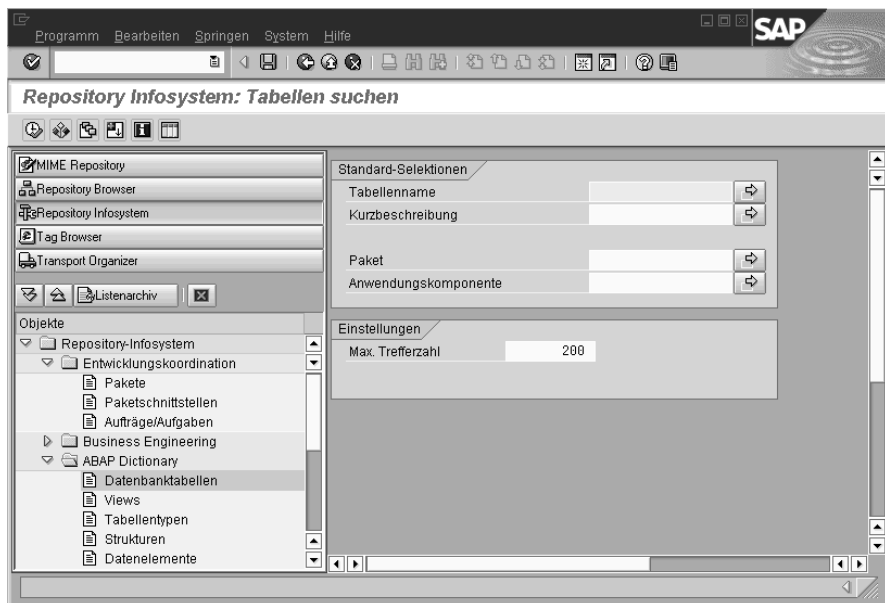 Programm Bearbeiten Springen System Hilfe
SAP
Repository Infosystem: Tabellen suchen
MIME Repository
Repository Browser
Repository Infosystem
Tag Browser
Transport Organizer
Listenarchiv
Objekte
Repository-Infosystem
Entwicklungskoordination
Pakete
Paketschnittstellen
Aufträge/Aufgaben
Business Engineering
ABAP Dictionary
Datenbanktabellen
Views
Tabellentypen
Strukturen
Datenelemente
Standard-Selektionen
Tabellenname
Kurzbeschreibung
Paket
Anwendungskomponente
Einstellungen
Max. Trefferzahl 200